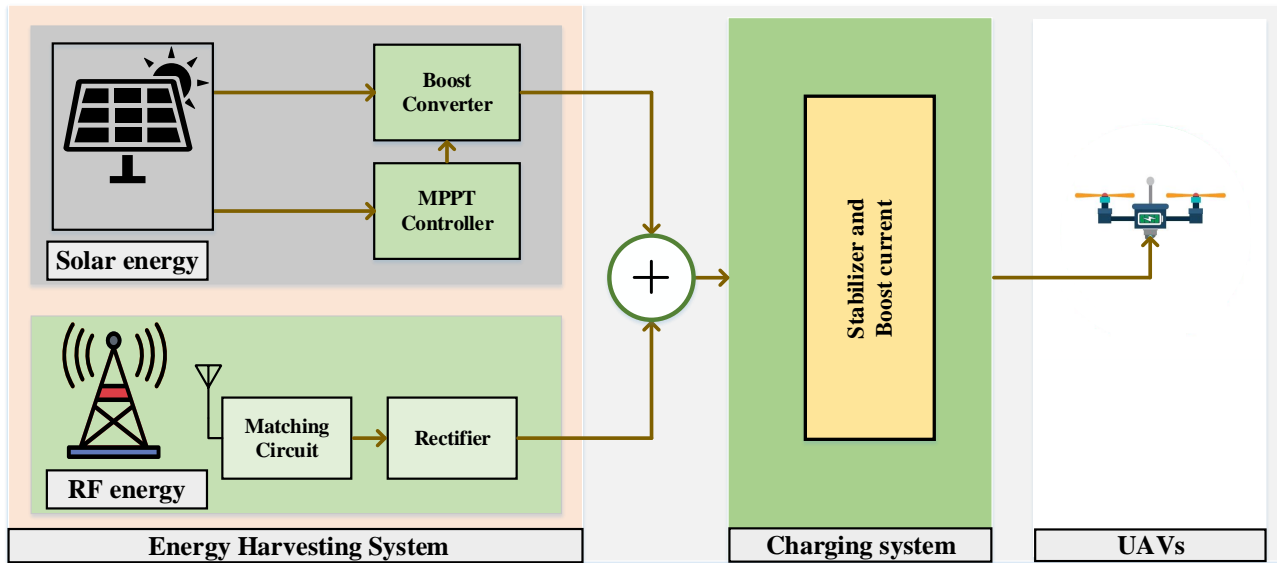 Boost
Converter
MPPT
Controller
Solar energy
Matching
Circuit
Rectifier
RF energy
Energy Harvesting System
Stabilizer and
Boost current
Charging system
UAVs